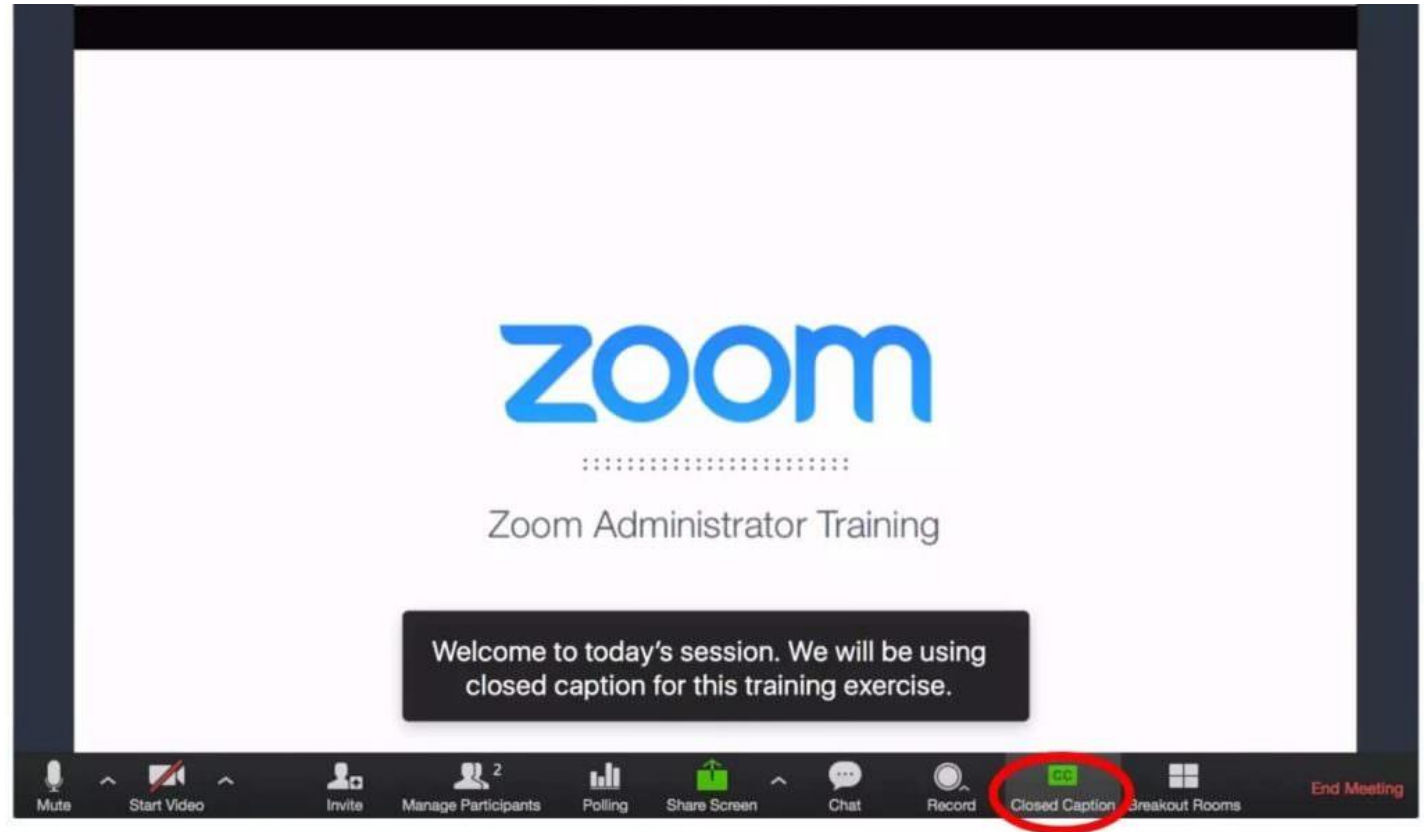 zoom
Zoom Administrator Training
Welcome to today's session. We will be using
closed caption for this training exercise.
2
Mute
Start Video
Invite
Manage Participants
Polling
Share Screen
Chat
Record
CC
Closed Caption
Breakout Rooms
End Meeting